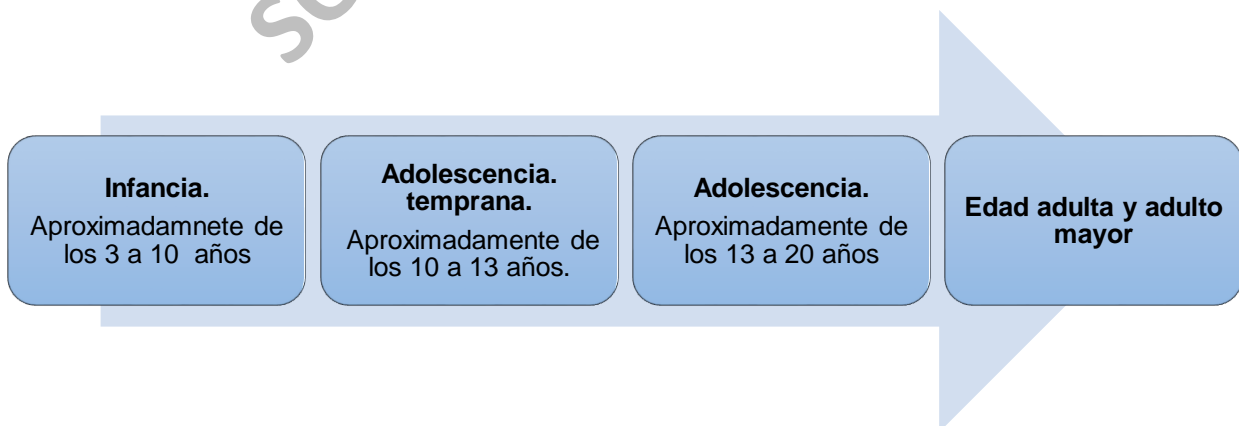 Infancia.
Aproximadamnete de
los 3 a 10 años
Adolescencia.
temprana.
Aproximadamente de
los 10 a 13 años.
Adolescencia.
Aproximadamente de
los 13 a 20 años
Edad adulta y adulto
mayor